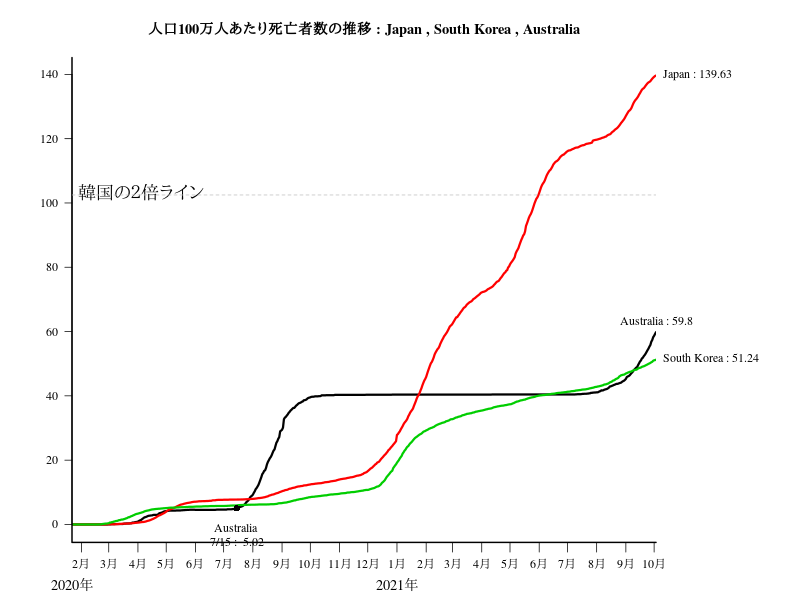 人口100万人あたり死亡者数の推移 : Japan , South Korea , Australia
140
120
100
80
60
40
20
0
韓国の2倍ライン
Japan : 139.63
Australia : 59.8
South Korea : 51.24
Australia
7/15 : 5.02
2月 3月 4月 5月 6月 7月 8月 9月 10月 11月 12月 1月 2月 3月 4月 5月 6月 7月 8月 9月 10月
2020年 2021年